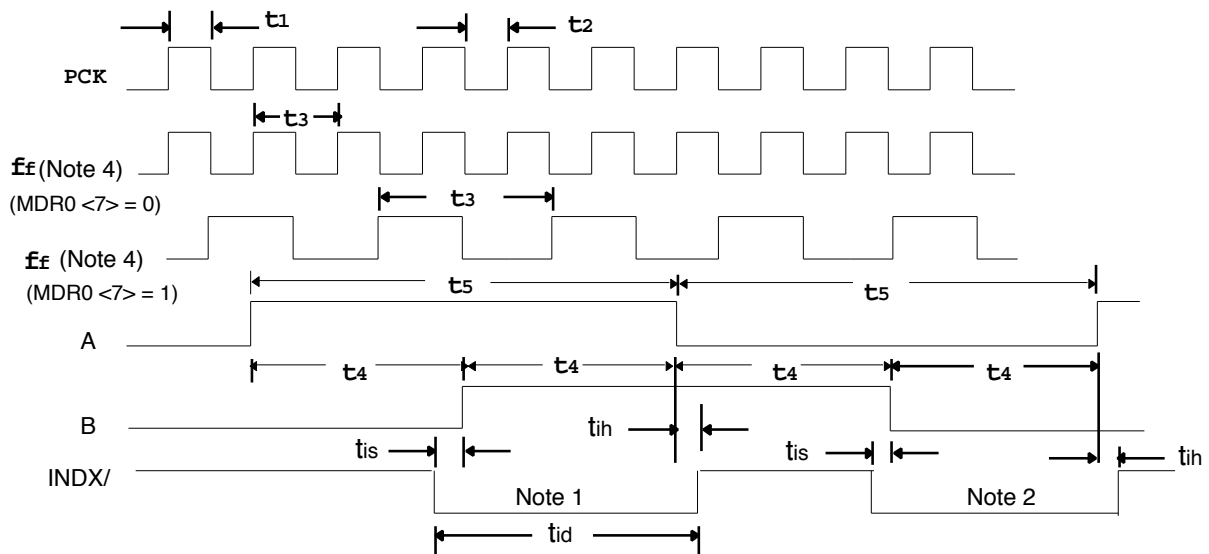 t1
t2
PCK
t3
ff (Note 4)
(MDR0 <7> = 0)
t3
ff (Note 4)
(MDR0 <7> = 1)
t5
t5
A
t4
t4
t4
t4
B
tih
tis
tis
tih
INDX/
Note 1
Note 2
tid